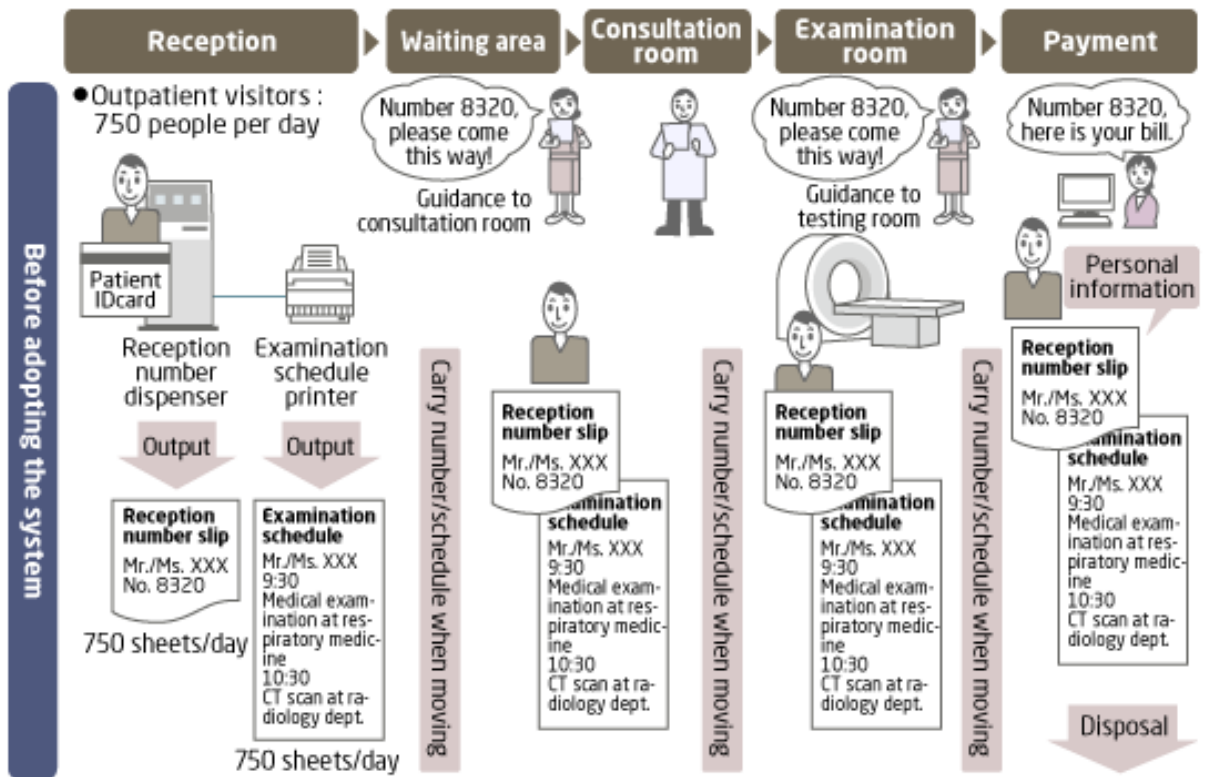 Reception
Waiting area
Consultation
room
Examination
room
Payment
Before adopting the system
●Outpatient visitors :
750 people per day
Patient
IDcard
Reception
number
dispenser
Examination
schedule
printer
Output
Output
Reception
number slip
Mr./Ms. XXX
No. 8320
750 sheets/day
Examination
schedule
Mr./Ms. XXX
9:30
Medical exam-
ination at res-
piratory medic-
ine
10:30
CT scan at ra-
diology dept.
750 sheets/day
Number 8320,
please come
this way!
Guidance to
consultation room
Carry number/schedule when moving
Reception
number slip
Mr./Ms. XXX
No. 8320
Examination
schedule
Mr./Ms. XXX
9:30
Medical exam-
ination at res-
piratory medic-
ine
10:30
CT scan at ra-
diology dept.
Carry number/schedule when moving
Number 8320,
please come
this way!
Guidance to
testing room
Reception
number slip
Mr./Ms. XXX
No. 8320
Examination
schedule
Mr./Ms. XXX
9:30
Medical exam-
ination at res-
piratory medic-
ine
10:30
CT scan at ra-
diology dept.
Carry number/schedule when moving
Number 8320,
here is your bill.
Personal
information
Reception
number slip
Mr./Ms. XXX
No. 8320
Examination
schedule
Mr./Ms. XXX
9:30
Medical exam-
ination at res-
piratory medic-
ine
10:30
CT scan at ra-
diology dept.
Disposal